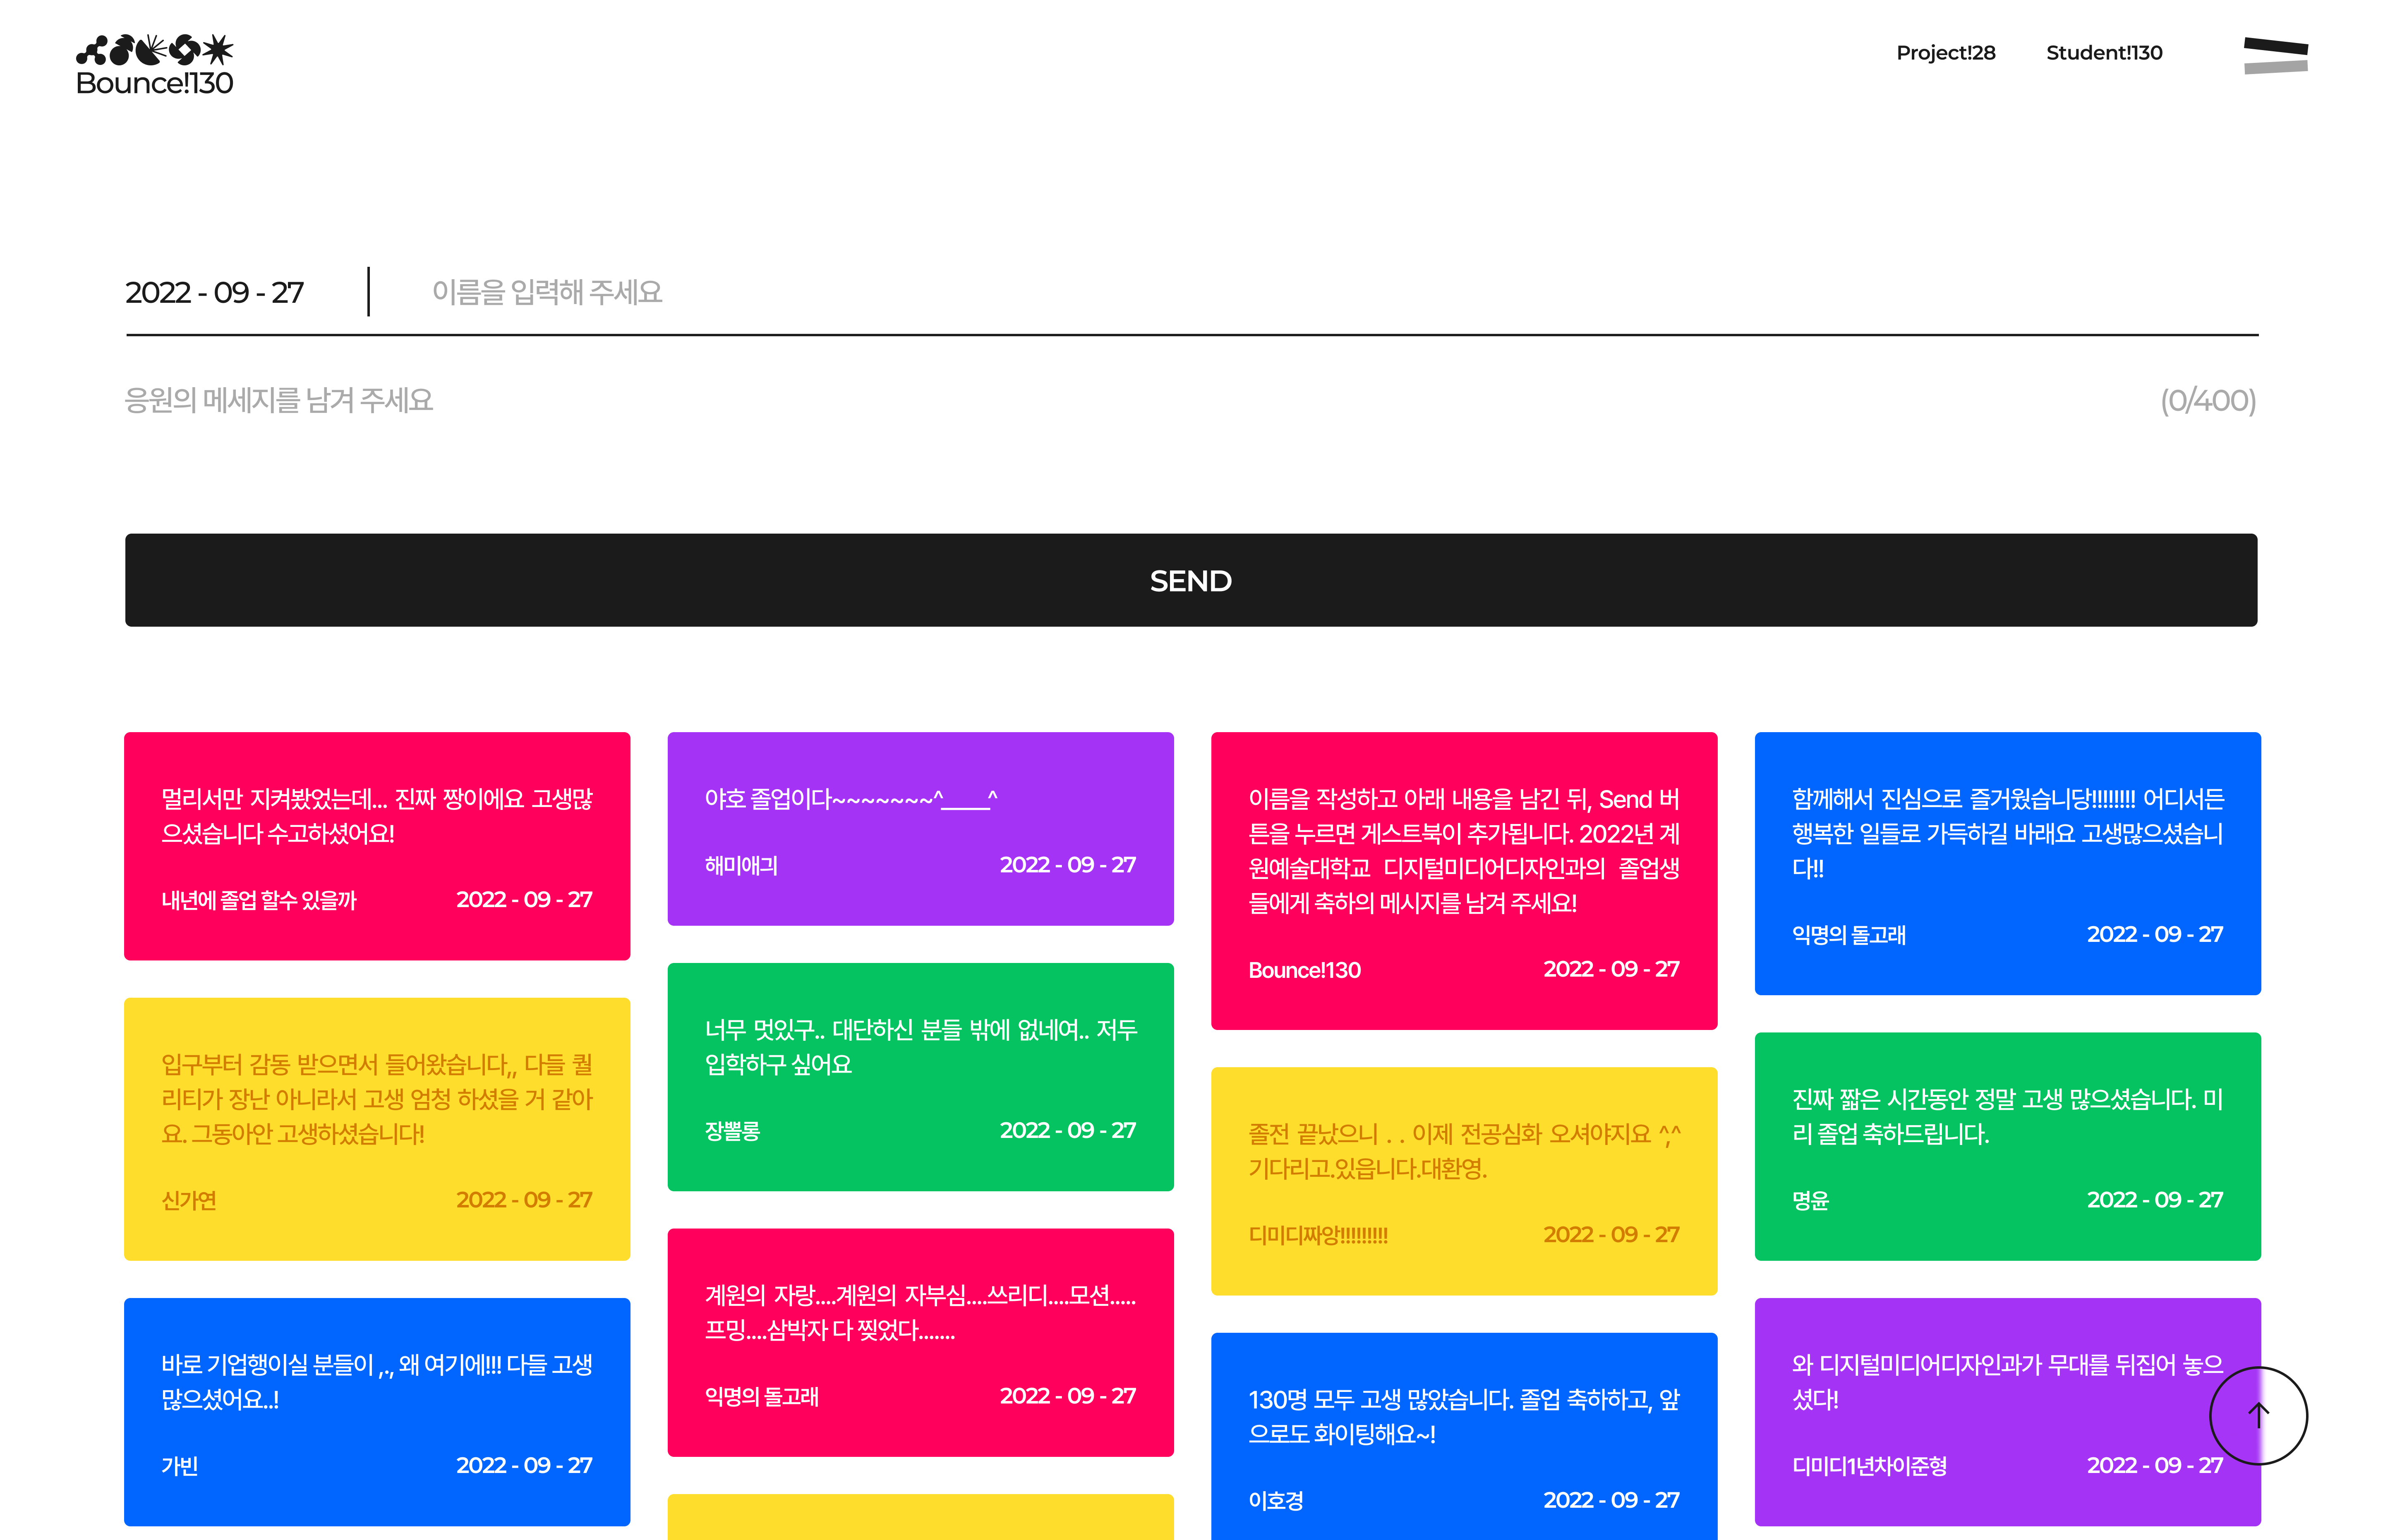 Bounce!130
Project!28
Student!130
2022 - 09 - 27
이름을 입력해 주세요
응원의 메세지를 남겨 주세요
(0/400)
SEND
멀리서만 지켜봤었는데... 진짜 짱이에요 고생많
으셨습니다 수고하셨어요!
내년에 졸업 할수 있을까
2022 - 09 - 27
입구부터 감동 받으면서 들어왔습니다,, 다들 퀄
리티가 장난 아니라서 고생 엄청 하셨을 거 같아
요. 그동아안 고생하셨습니다!
신가연
2022 - 09 - 27
바로 기업행이실 분들이 ,., 왜 여기에!!! 다들 고생
많으셨어요..!
가빈
2022 - 09 - 27
야호 졸업이다~~~~~~~^____^
해미애긔
2022 - 09 - 27
너무 멋있구.. 대단하신 분들 밖에 없네여.. 저두
입학하구 싶어요
장뽈롱
2022 - 09 - 27
계원의 자랑....계원의 자부심....쓰리디....모션.....
프밍....삼박자 다 찢었다.......
익명의 돌고래
2022 - 09 - 27
이름을 작성하고 아래 내용을 남긴 뒤, Send 버
튼을 누르면 게스트북이 추가됩니다. 2022년 계
원예술대학교 디지털미디어디자인과의 졸업생
들에게 축하의 메시지를 남겨 주세요!
Bounce!130
2022 - 09 - 27
졸전 끝났으니 . . 이제 전공심화 오셔야지요 ^,^
기다리고.있읍니다.대환영.
디미디짜앙!!!!!!!!!
2022 - 09 - 27
130명 모두 고생 많았습니다. 졸업 축하하고, 앞
으로도 화이팅해요~!
이호경
2022 - 09 - 27
함께해서 진심으로 즐거웠습니당!!!!!!!! 어디서든
행복한 일들로 가득하길 바래요 고생많으셨습니
다!!
익명의 돌고래
2022 - 09 - 27
진짜 짧은 시간동안 정말 고생 많으셨습니다. 미
리 졸업 축하드립니다.
명윤
2022 - 09 - 27
와 디지털미디어디자인과가 무대를 뒤집어 놓으
셨다!
디미디1년차이준형
2022 - 09 - 27